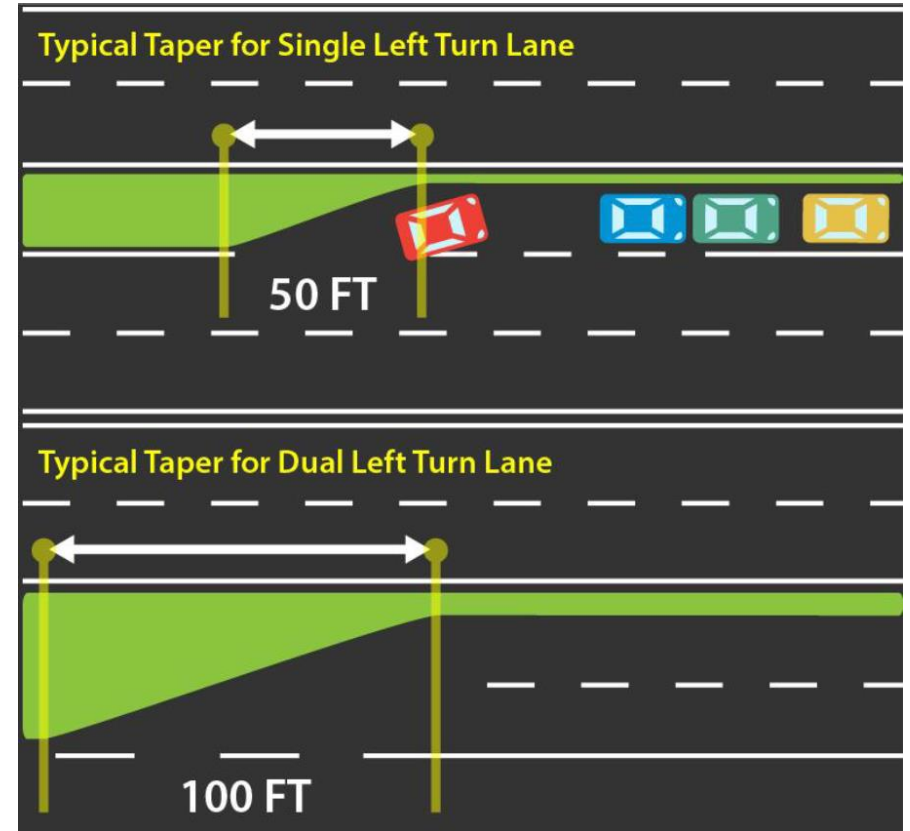 Typical Taper for Single Left Turn Lane
50 FT
Typical Taper for Dual Left Turn Lane
100 FT